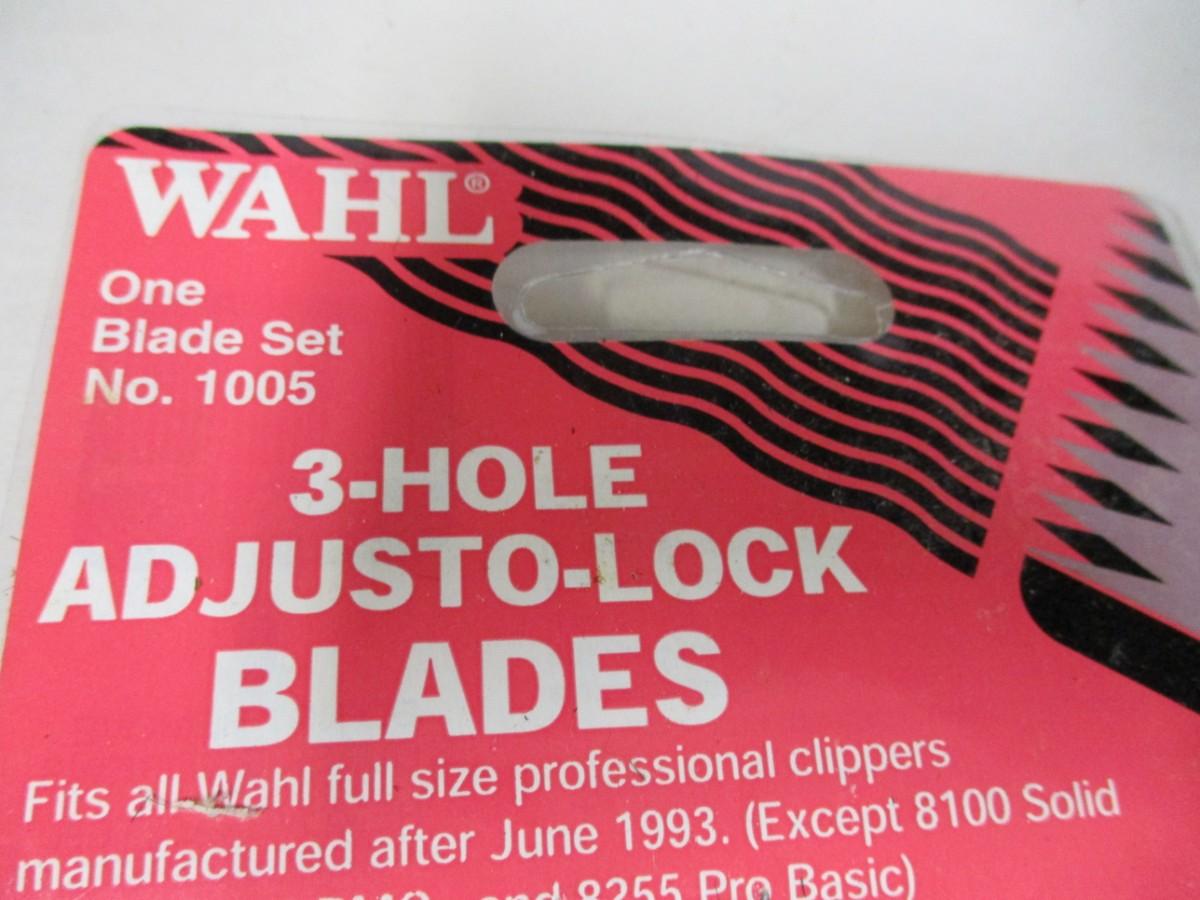 WAHL®
One
Blade Set
No. 1005
3-HOLE
ADJUSTO-LOCK
BLADES
Fits all Wahl full size professional clippers
manufactured after June 1993. (Except 8100 Solid
and 8255 Pro Basic)